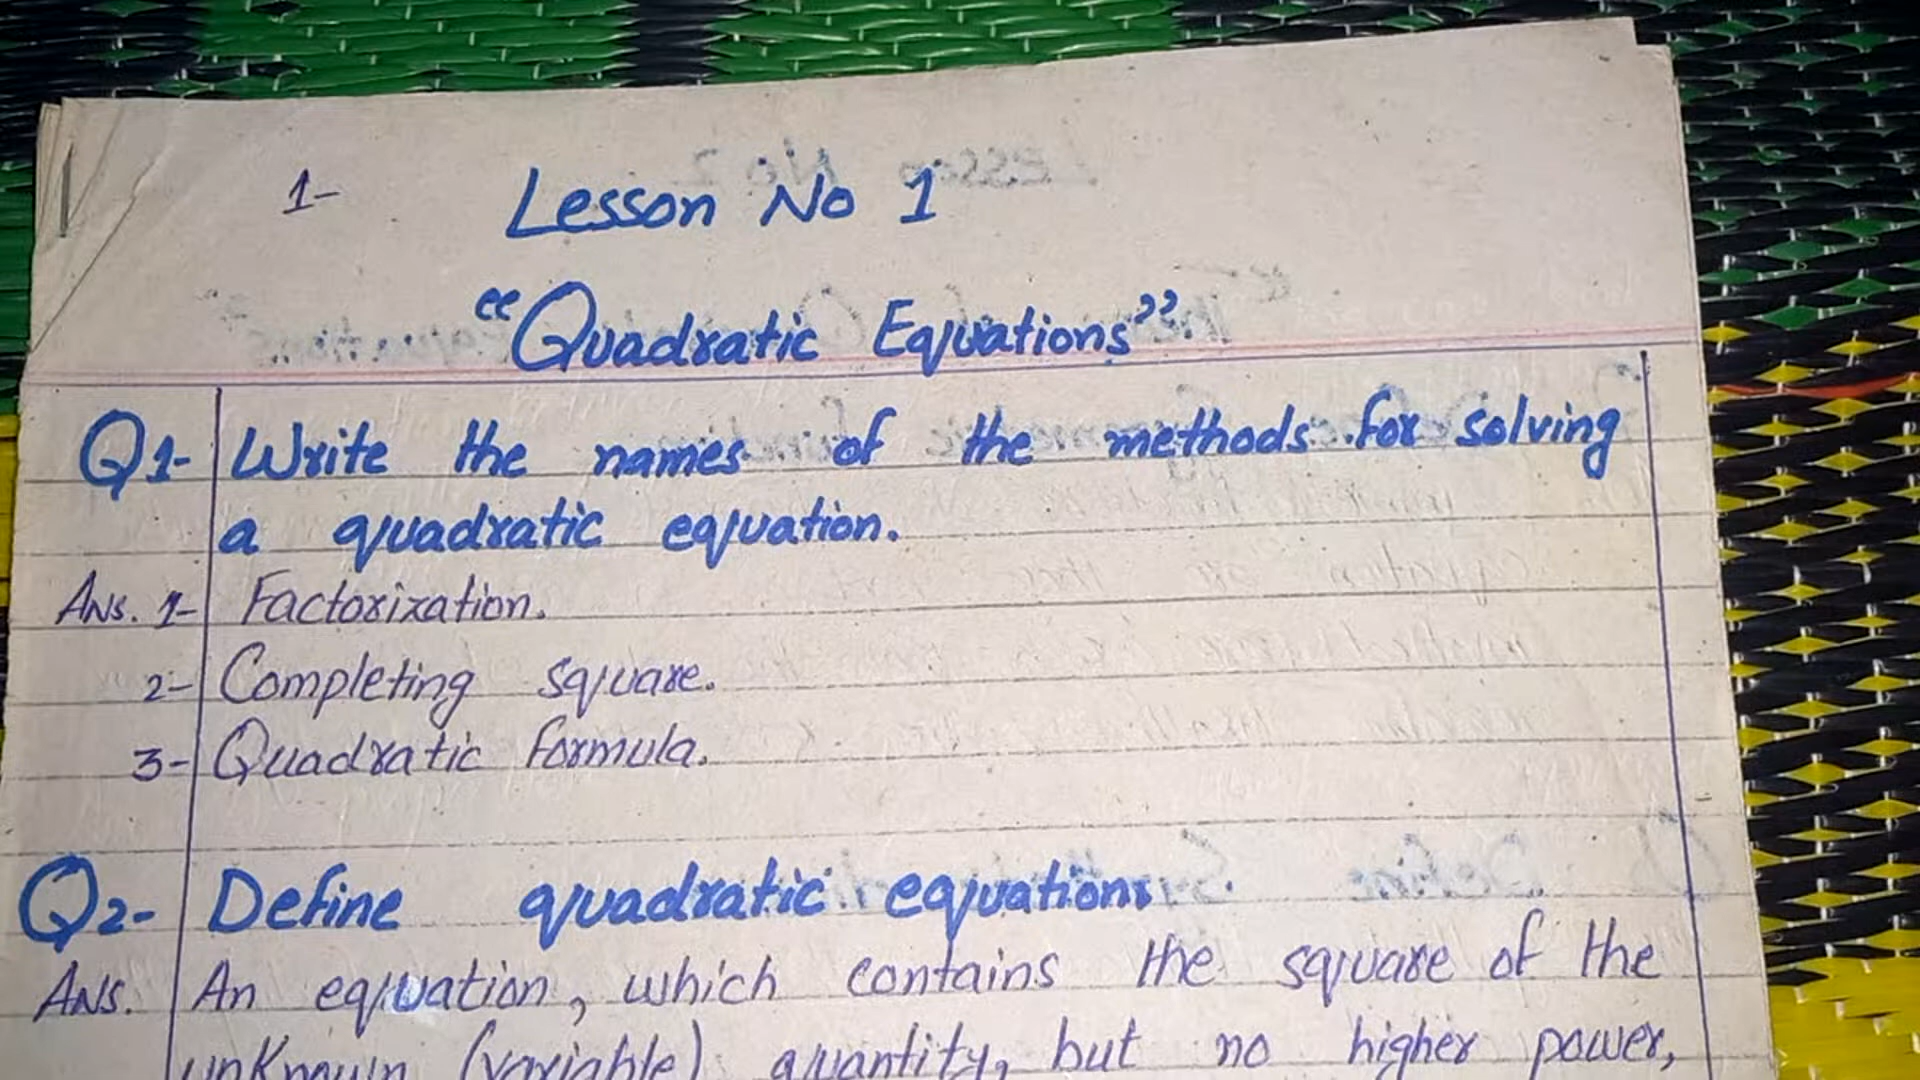 1- Lesson No 1
"Quadratic Equations"
Q1- Write the names of the methods for solving
a quadratic equation.
Ans. 1- Factorization.
2- Completing square.
3- Quadratic formula.
Q2- Define quadratic equations.
Ans. An equation, which contains the square of the
unknown (variable) quantity, but no higher power,